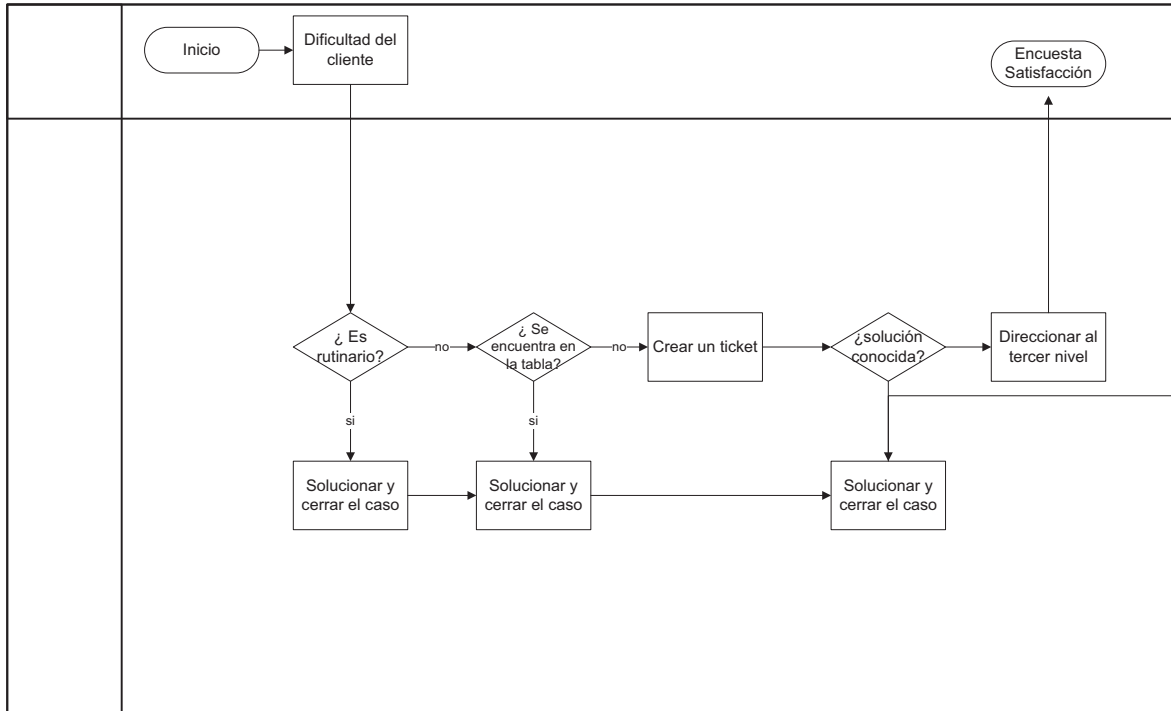 Inicio
Dificultad del
cliente
Encuesta
Satisfacción
¿ Es
rutinario?
no
¿ Se
encuentra en
la tabla?
no
Crear un ticket
¿solución
conocida?
Direccionar al
tercer nivel
si
si
Solucionar y
cerrar el caso
Solucionar y
cerrar el caso
Solucionar y
cerrar el caso